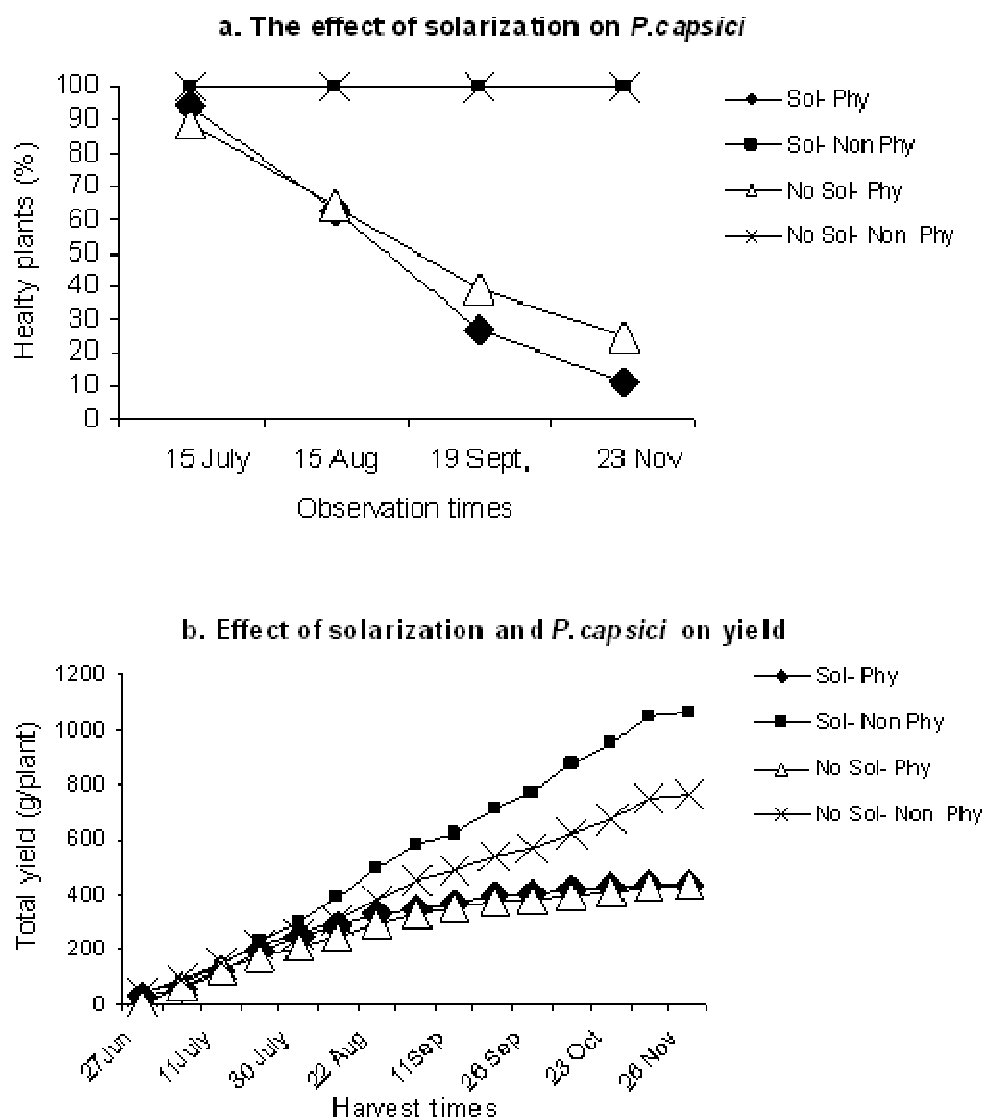 a. The effect of solarization on P.capsici
100
90
80
70
60
50
40
30
20
10
0
Healty plants (%)
15 July
15 Aug
19 Sept,
23 Nov
Observation times
Sol- Phy
Sol- Non Phy
No Sol- Phy
No Sol- Non Phy
b. Effect of solarization and P.capsici on yield
1200
1000
800
600
400
200
0
Total yield (g/plant)
27Jun
11July
30 July
22 Aug
11Sep
26 Sep
23 Oct
26 Nov
Harvest times
Sol- Phy
Sol- Non Phy
No Sol- Phy
No Sol- Non Phy